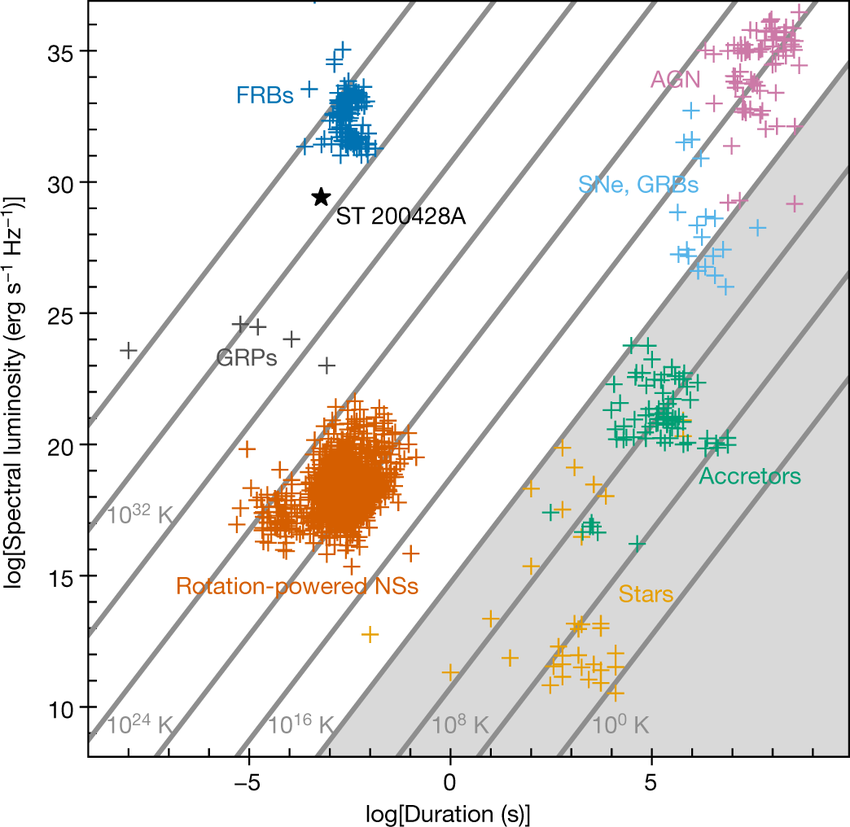 35
AGN
FRBs
30
SNe, GRBs
ST 200428A
log[Spectral luminosity (erg s⁻¹ Hz⁻¹)]
25
GRPs
20
Accretors
10³² K
15
Rotation-powered NSs
Stars
10
10²⁴ K
10¹⁶ K
10⁸ K
10⁰ K
−5
0
5
log[Duration (s)]